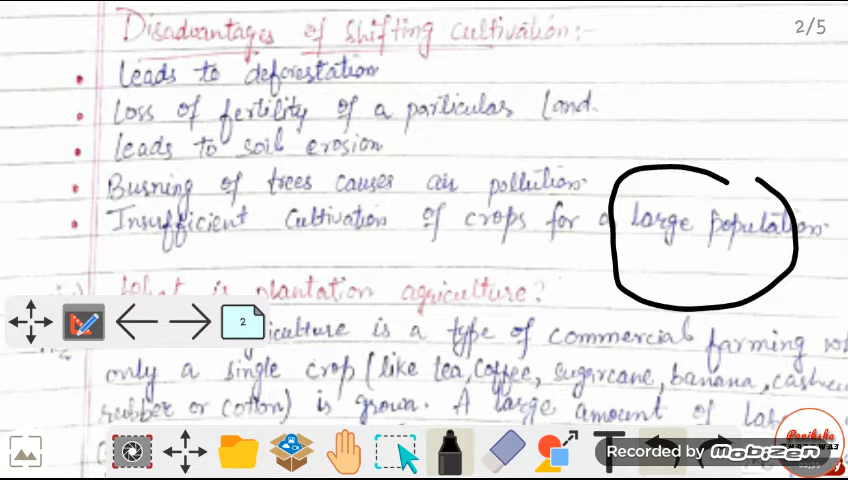 Disadvantages of shifting cultivation:-
2/5
Leads to deforestation
Loss of fertility of a particular land.
Leads to soil erosion
Burning of trees causes air pollution.
Insufficient cultivation of crops for a large population.
What is plantation agriculture?
2
iculture is a type of commercial farming
only a single crop (like tea, coffee, sugarcane, banana, cashew
rubber or cotton) is grown. A large amount of
T
Paniksha
Recorded by mobizen